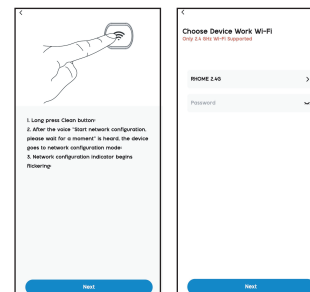 1. Long press Clean button·
2. After the voice "Start network configuration,
please wait for a moment" is heard, the device
goes to network configuration mode·
3. Network configuration indicator begins
flickering·
Next
Choose Device Work Wi-Fi
Only 2.4 GHz Wi-Fi Supported
RHOME 2.4G
Password
Next